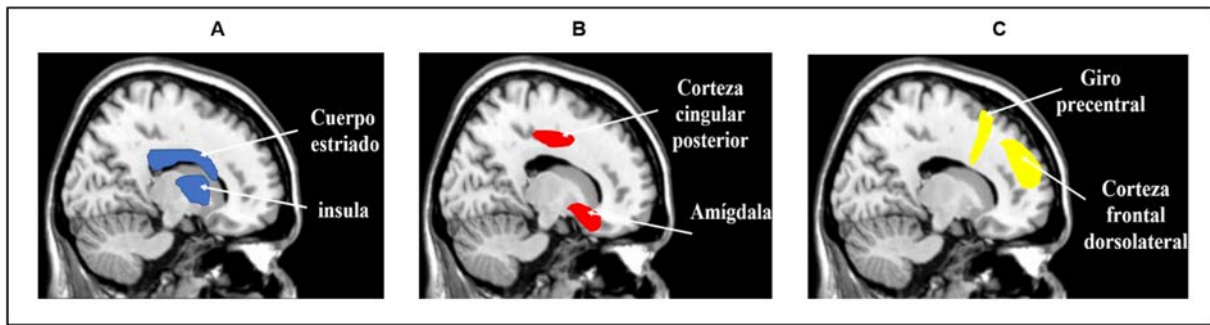 A
Cuerpo
estriado
insula
B
Corteza
cingular
posterior
Amígdala
C
Giro
precentral
Corteza
frontal
dorsolateral